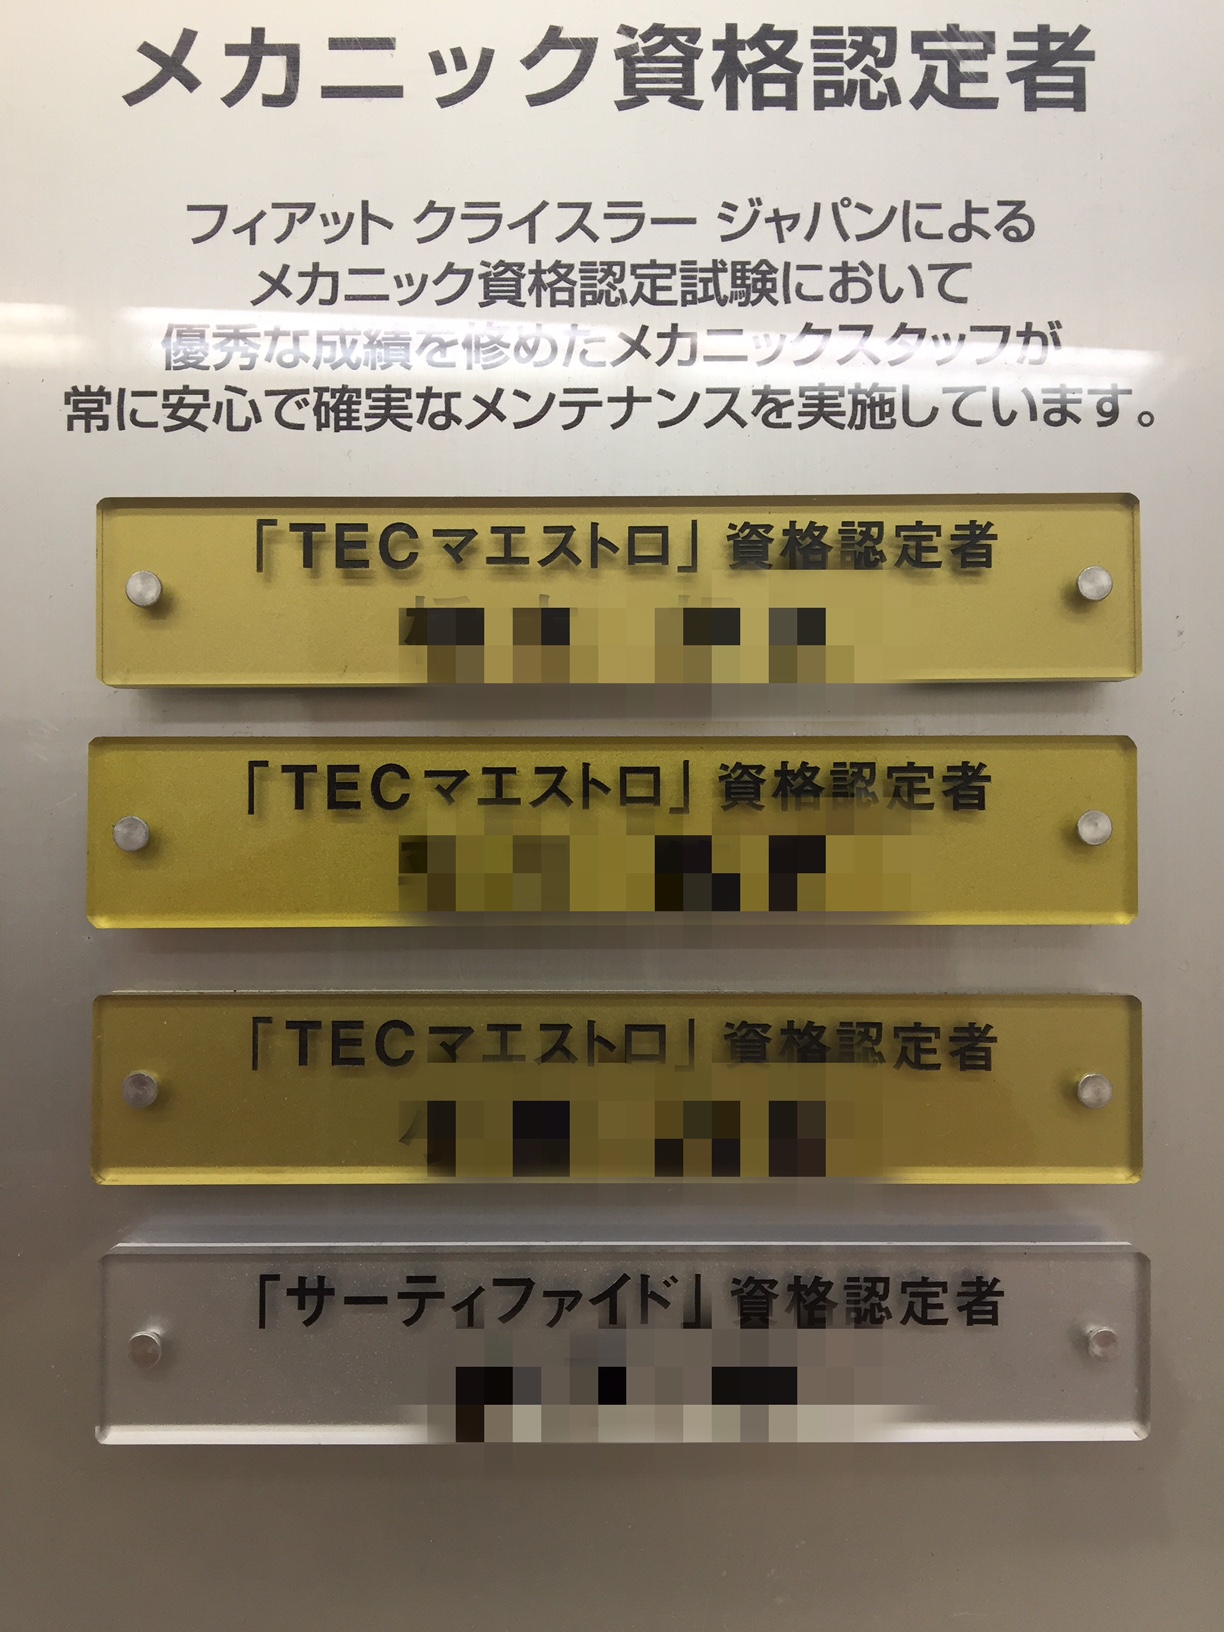 メカニック資格認定者
フィアット クライスラー ジャパンによる
メカニック資格認定試験において
優秀な成績を修めたメカニックスタッフが
常に安心で確実なメンテナンスを実施しています。
「TECマエストロ」資格認定者
「TECマエストロ」資格認定者
「TECマエストロ」資格認定者
「サーティファイド」資格認定者